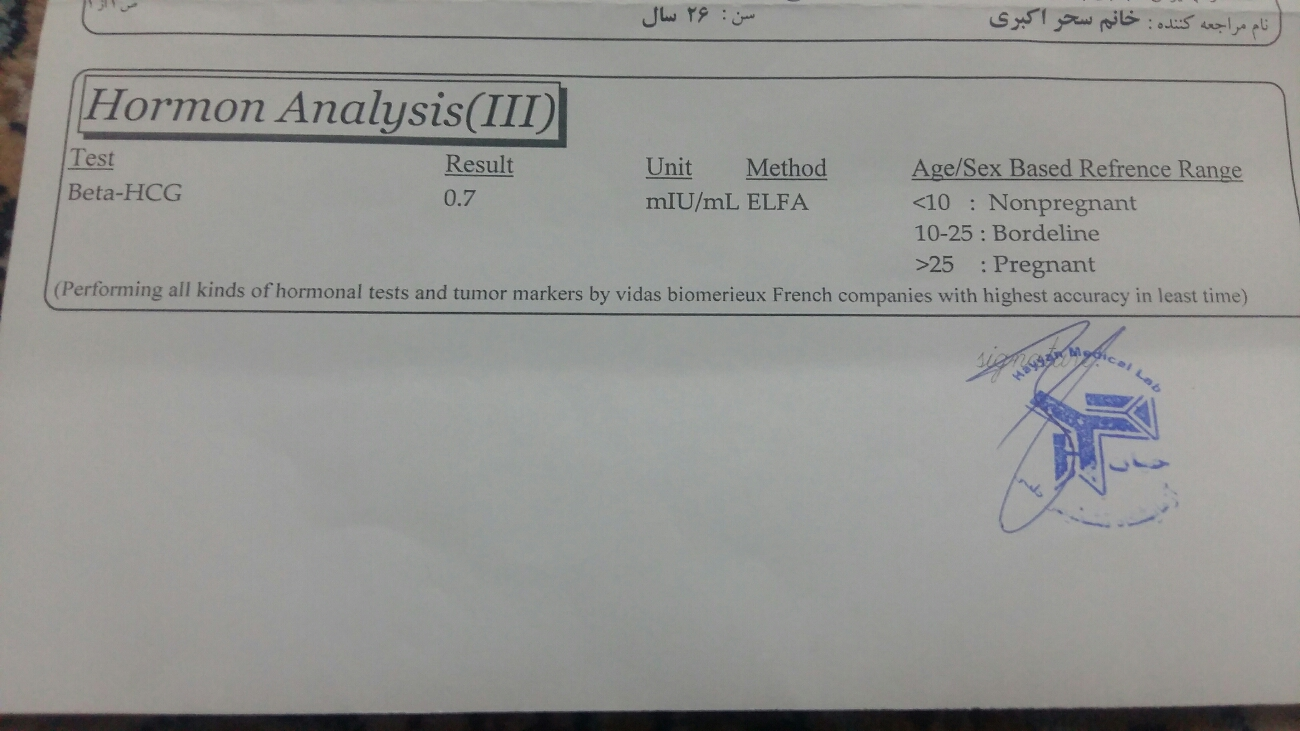 نام مراجعه کننده : خانم سحر اکبری سن : ۲۶ سال
Hormon Analysis(III)
Test Result Unit Method Age/Sex Based Refrence Range
Beta-HCG 0.7 mIU/mL ELFA <10 : Nonpregnant
10-25 : Bordeline
>25 : Pregnant
(Performing all kinds of hormonal tests and tumor markers by vidas biomerieux French companies with highest accuracy in least time)
signature
Hayyan Medical Lab